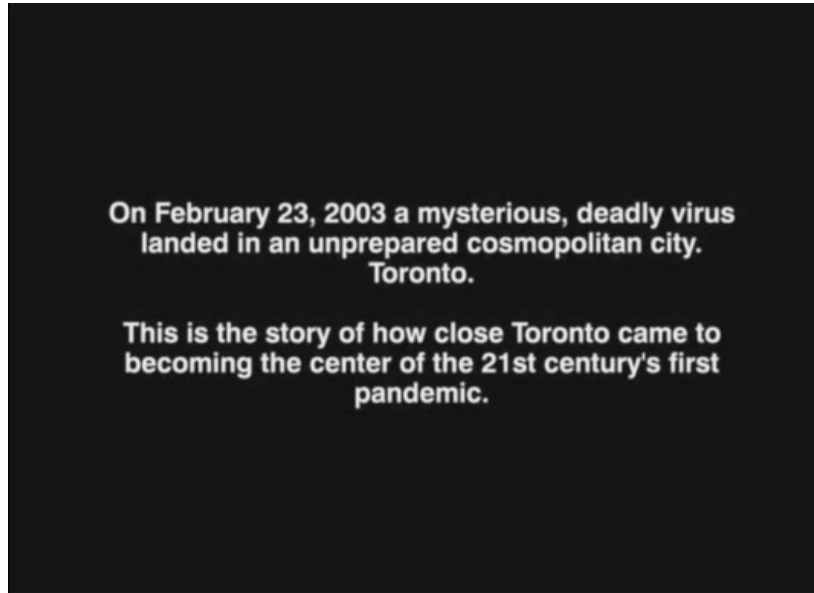 On February 23, 2003 a mysterious, deadly virus
landed in an unprepared cosmopolitan city.
Toronto.
This is the story of how close Toronto came to
becoming the center of the 21st century's first
pandemic.